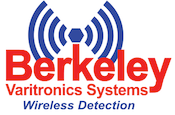 Berkeley
Varitronics Systems
Wireless Detection